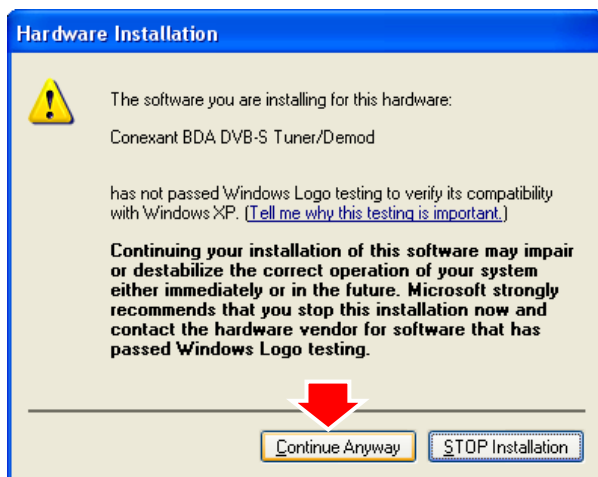 Hardware Installation
The software you are installing for this hardware:
Conexant BDA DVB-S Tuner/Demod
has not passed Windows Logo testing to verify its compatibility
with Windows XP. (Tell me why this testing is important.)
Continuing your installation of this software may impair
or destabilize the correct operation of your system
either immediately or in the future. Microsoft strongly
recommends that you stop this installation now and
contact the hardware vendor for software that has
passed Windows Logo testing.
Continue Anyway
STOP Installation